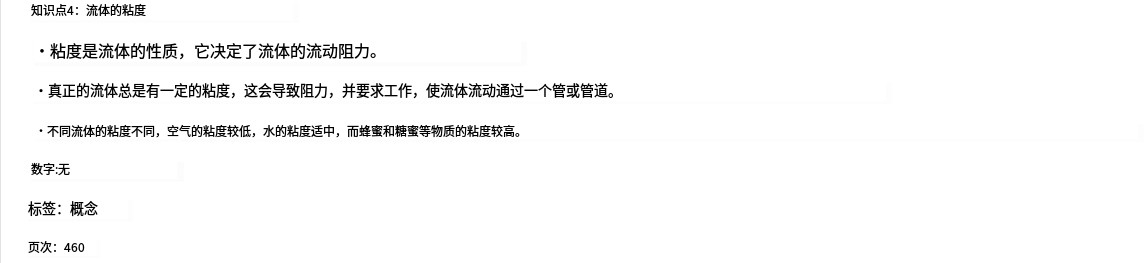 知识点4：流体的粘度
・粘度是流体的性质，它决定了流体的流动阻力。
・真正的流体总是有一定的粘度，这会导致阻力，并要求工作，使流体流动通过一个管或管道。
・不同流体的粘度不同，空气的粘度较低，水的粘度适中，而蜂蜜和糖蜜等物质的粘度较高。
数字:无
标签：概念
页次：460